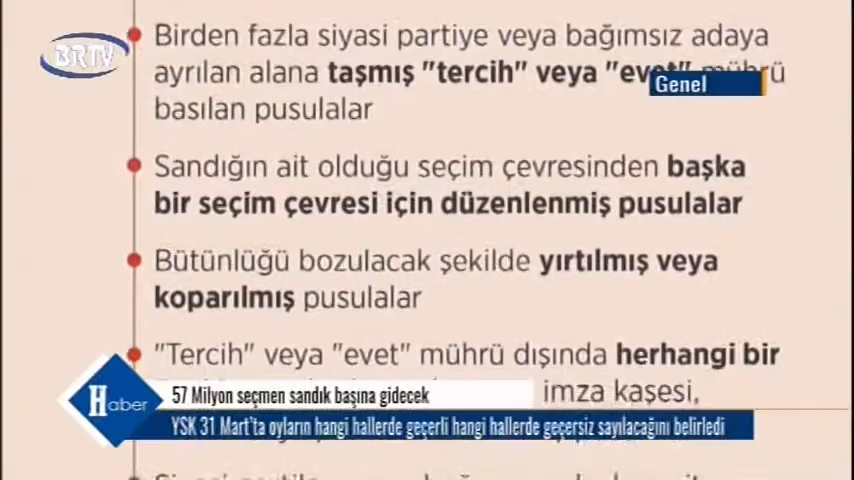 BRTV
Birden fazla siyasi partiye veya bağımsız adaya
ayrılan alana taşmış "tercih" veya "evet" mührü
Genel
basılan pusulalar
Sandığın ait olduğu seçim çevresinden başka
bir seçim çevresi için düzenlenmiş pusulalar
Bütünlüğü bozulacak şekilde yırtılmış veya
koparılmış pusulalar
"Tercih" veya "evet" mührü dışında herhangi bir
imza kaşesi,
Haber
57 Milyon seçmen sandık başına gidecek
YSK 31 Mart'ta oyların hangi hallerde geçerli hangi hallerde geçersiz sayılacağını belirledi